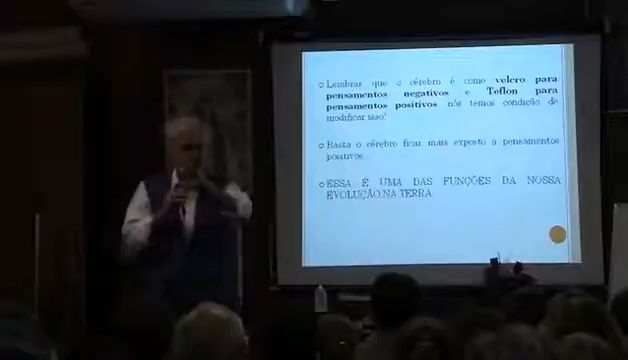 Lembrar que o cérebro é como velcro para
pensamentos negativos e Teflon para
pensamentos positivos nós temos condição de
modificar isso"
Basta o cérebro ficar mais exposto a pensamentos
positivos.
ESSA É UMA DAS FUNÇÕES DA NOSSA
EVOLUÇÃO NA TERRA